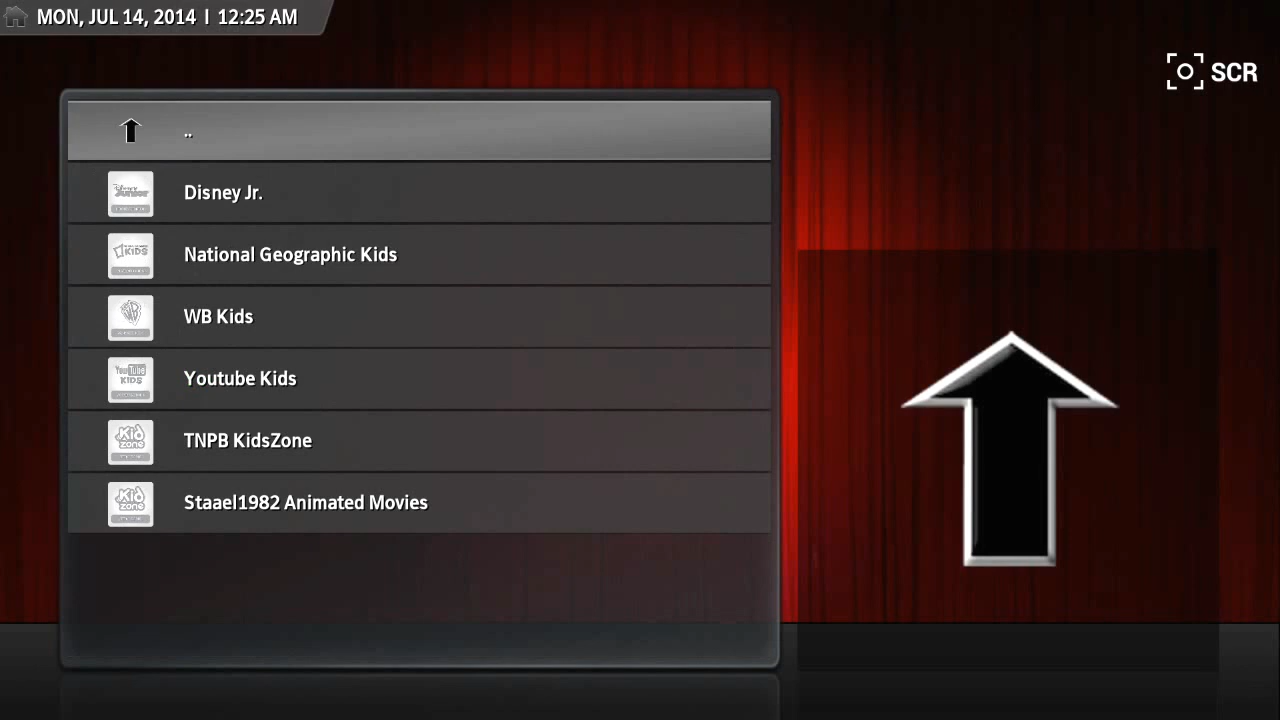 MON, JUL 14, 2014 I 12:25 AM
SCR
..
Disney Jr.
National Geographic Kids
WB Kids
Youtube Kids
TNPB KidsZone
Staael1982 Animated Movies